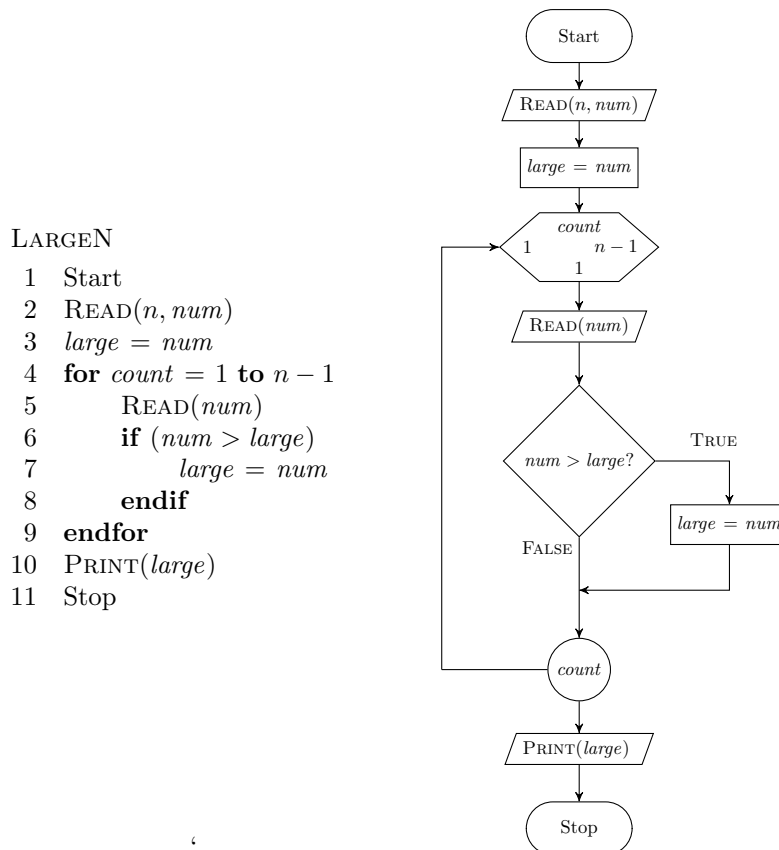 LARGEN
1 Start
2 READ(n, num)
3 large = num
4 for count = 1 to n − 1
5 READ(num)
6 if (num > large)
7 large = num
8 endif
9 endfor
10 PRINT(large)
11 Stop
‘
Start
READ(n, num)
large = num
count
1 n − 1
1
READ(num)
num > large?
TRUE
large = num
FALSE
count
PRINT(large)
Stop